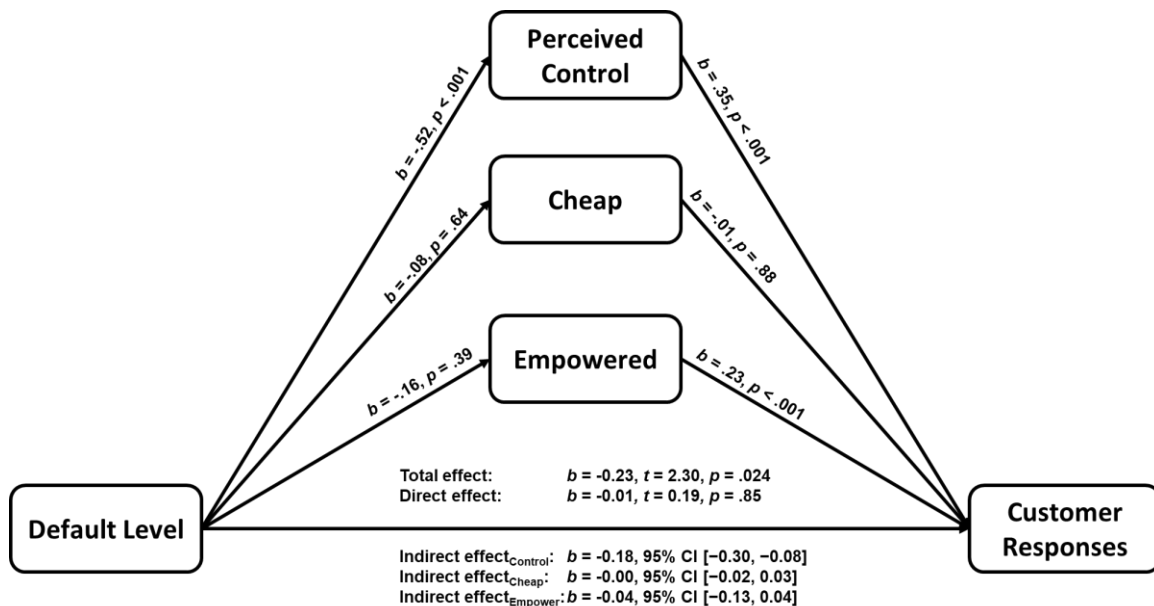 Perceived
Control
b = -.52, p < .001
b = .35, p < .001
Cheap
b = -.08, p = .64
b = -.01, p = .88
Empowered
b = -.16, p = .39
b = .23, p < .001
Total effect: b = -0.23, t = 2.30, p = .024
Direct effect: b = -0.01, t = 0.19, p = .85
Default Level
Customer
Responses
Indirect effectControl: b = -0.18, 95% CI [−0.30, −0.08]
Indirect effectCheap: b = -0.00, 95% CI [−0.02, 0.03]
Indirect effectEmpower: b = -0.04, 95% CI [−0.13, 0.04]